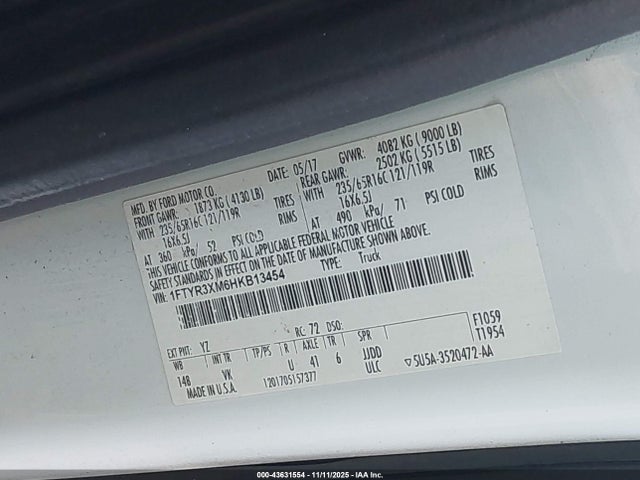 MFD. BY FORD MOTOR CO. DATE: 05/17 GVWR: 4082 KG (9000 LB)
FRONT GAWR: 1873 KG (4130 LB) REAR GAWR: 2502 KG (5515 LB)
WITH 235/65R16C 121/119R TIRES WITH 235/65R16C 121/119R TIRES
16X6.5J RIMS 16X6.5J RIMS
AT 360 kPa/ 52 PSI COLD AT 490 kPa/ 71 PSI COLD
THIS VEHICLE CONFORMS TO ALL APPLICABLE FEDERAL MOTOR VEHICLE
SAFETY STANDARDS IN EFFECT ON THE DATE OF MANUFACTURE SHOWN ABOVE.
VIN: 1FTYR3XM6HKB13454 TYPE: Truck
EXT PNT: YZ RC: 72 DSO: F1059
WB INT TR TP/PS R AXLE TR SPR T1954
148 VK U 41 6 JJDD
MADE IN U.S.A. 1201705157377 ULC 5U5A-3520472-AA
000-43631554 - 11/11/2025 - IAA Inc.